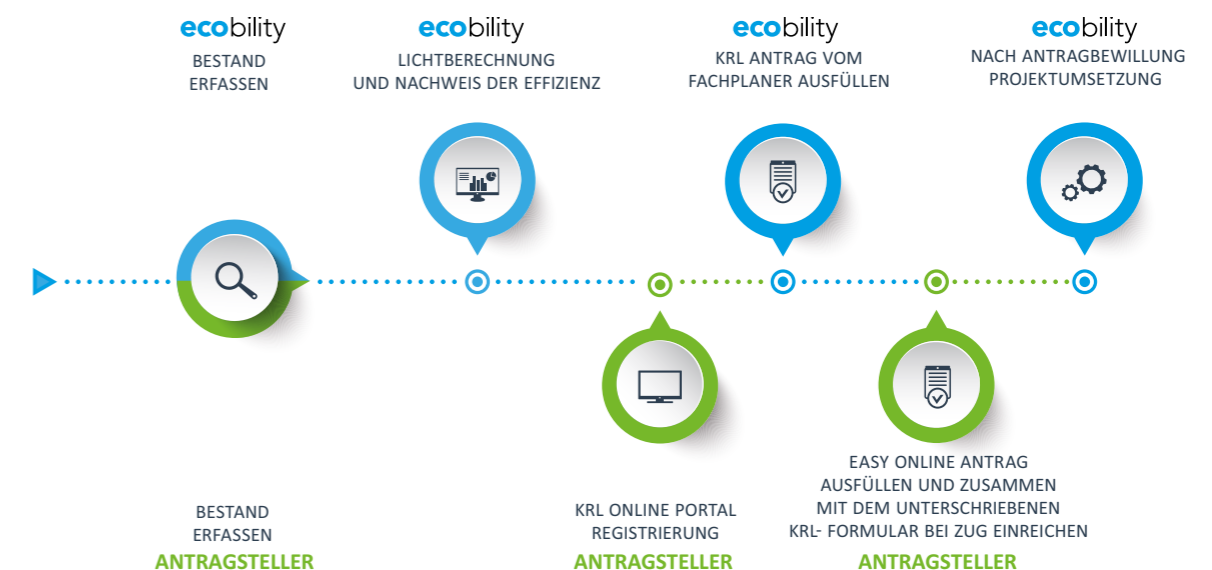 ecobility
BESTAND
ERFASSEN
ecobility
LICHTBERECHNUNG
UND NACHWEIS DER EFFIZIENZ
ecobility
KRL ANTRAG VOM
FACHPLANER AUSFÜLLEN
ecobility
NACH ANTRAGBEWILLUNG
PROJEKTUMSETZUNG
BESTAND
ERFASSEN
ANTRAGSTELLER
KRL ONLINE PORTAL
REGISTRIERUNG
ANTRAGSTELLER
EASY ONLINE ANTRAG
AUSFÜLLEN UND ZUSAMMEN
MIT DEM UNTERSCHRIEBENEN
KRL- FORMULAR BEI ZUG EINREICHEN
ANTRAGSTELLER